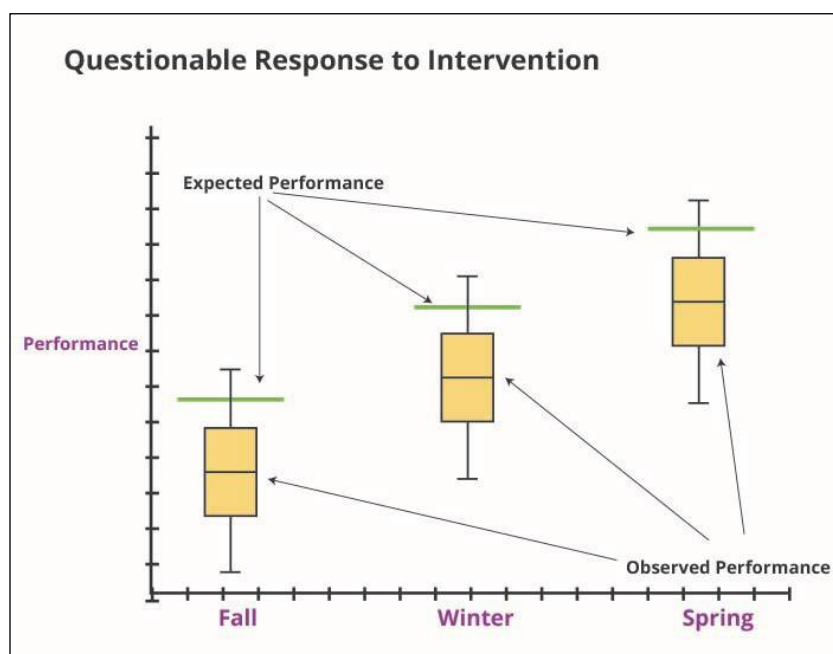 Questionable Response to Intervention
Expected Performance
Performance
Observed Performance
Fall
Winter
Spring